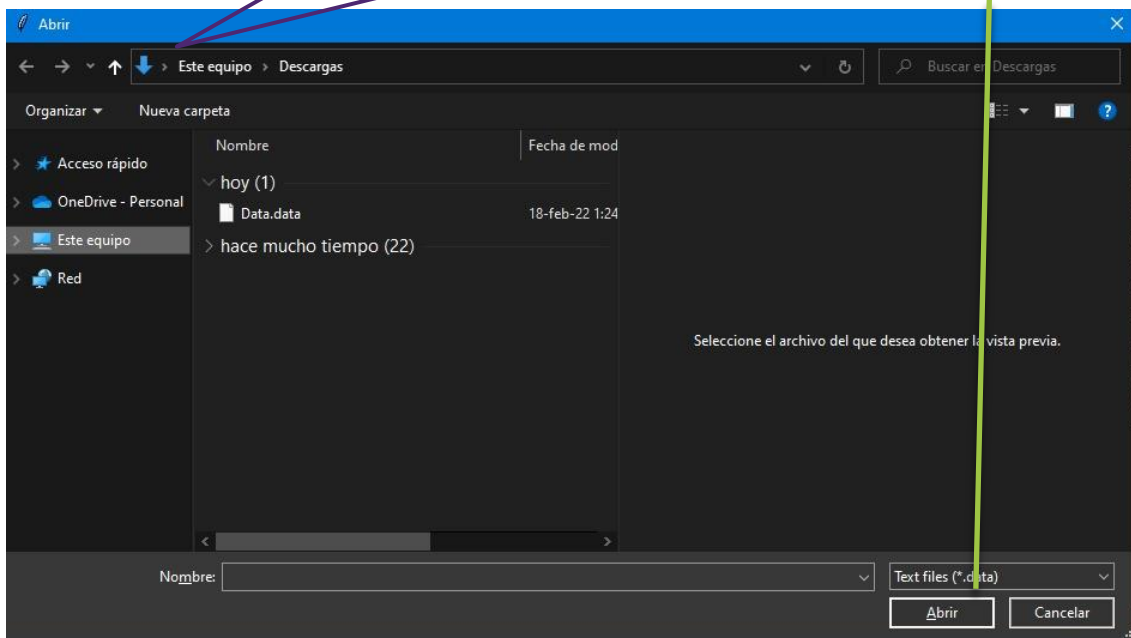 Abrir
Este equipo > Descargas
Buscar en Descargas
Organizar
Nueva carpeta
?
Nombre
Fecha de mod
Acceso rápido
hoy (1)
OneDrive - Personal
Data.data
18-feb-22 1:24
Este equipo
hace mucho tiempo (22)
Red
Seleccione el archivo del que desea obtener la vista previa.
Nombre:
Text files (*.data)
Abrir
Cancelar